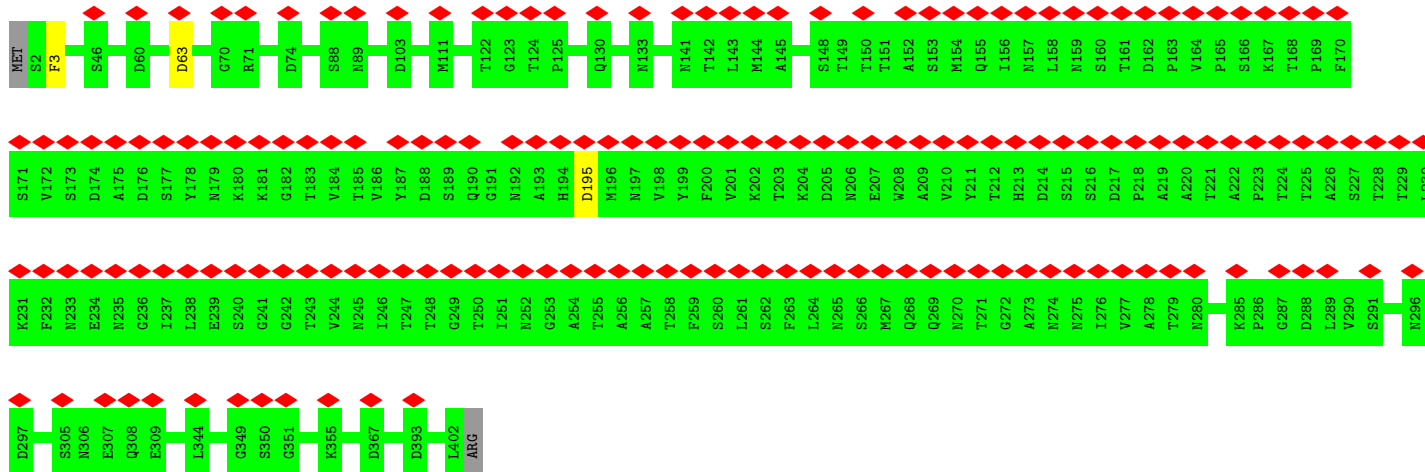 MET S2 F3 S46 D60 D63 G70 R71 D74 S88 N89 D103 M111 T122 G123 T124 P125 Q130 N133 N141 T142 L143 M144 A145 S148 T149 T150 T151 A152 S153 M154 Q155 I156 N157 L158 N159 S160 T161 D162 P163 V164 P165 S166 K167 T168 P169 F170
S171 V172 S173 D174 A175 D176 S177 Y178 N179 K180 K181 G182 T183 V184 T185 V186 Y187 D188 S189 Q190 G191 N192 A193 H194 D195 M196 N197 V198 Y199 F200 V201 K202 T203 K204 D205 N206 E207 W208 A209 V210 Y211 T212 H213 D214 S215 S216 D217 P218 A219 A220 T221 A222 P223 T224 T225 A226 S227 T228 T229
K231 F232 N233 E234 N235 G236 I237 L238 E239 S240 G241 G242 T243 V244 N245 I246 T247 T248 G249 T250 I251 N252 G253 A254 T255 A256 A257 T258 F259 S260 L261 S262 F263 L264 N265 S266 M267 Q268 Q269 N270 T271 G272 A273 N274 N275 I276 V277 A278 T279 N280 K285 P286 G287 D288 L289 V290 S291 N296
D297 S305 N306 E307 Q308 E309 L344 G349 S350 G351 K355 D367 D393 L402 ARG